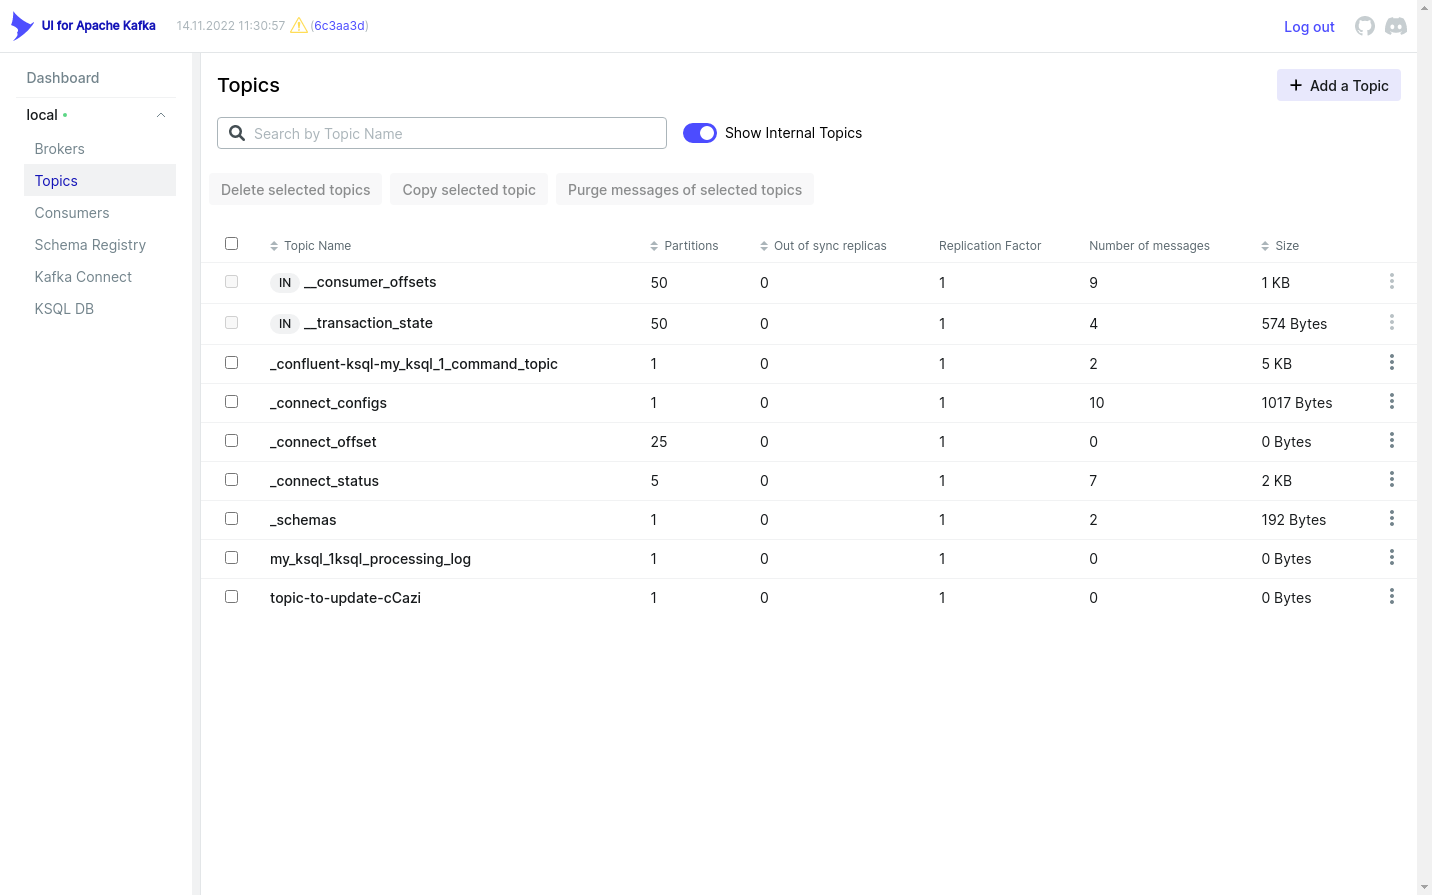 UI for Apache Kafka 14.11.2022 11:30:57 (6c3aa3d) Log out
Dashboard
local
Brokers
Topics
Consumers
Schema Registry
Kafka Connect
KSQL DB
Topics
Add a Topic
Search by Topic Name
Show Internal Topics
Delete selected topics Copy selected topic Purge messages of selected topics
Topic Name Partitions Out of sync replicas Replication Factor Number of messages Size
IN __consumer_offsets 50 0 1 9 1 KB
IN __transaction_state 50 0 1 4 574 Bytes
_confluent-ksql-my_ksql_1_command_topic 1 0 1 2 5 KB
_connect_configs 1 0 1 10 1017 Bytes
_connect_offset 25 0 1 0 0 Bytes
_connect_status 5 0 1 7 2 KB
_schemas 1 0 1 2 192 Bytes
my_ksql_1ksql_processing_log 1 0 1 0 0 Bytes
topic-to-update-cCazi 1 0 1 0 0 Bytes